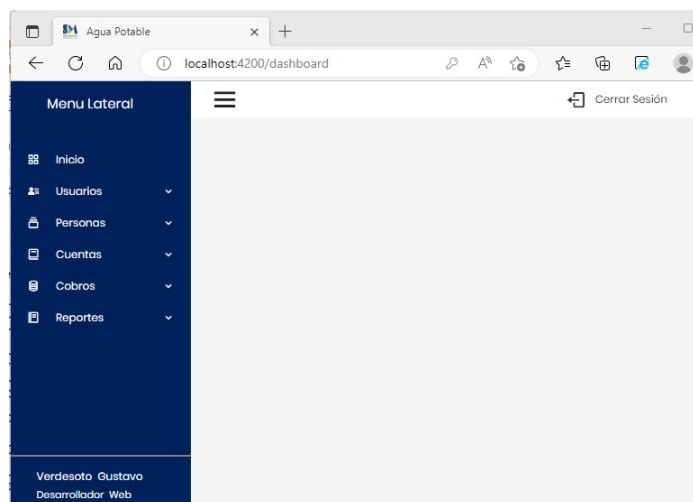 SM Agua Potable
localhost:4200/dashboard
Menu Lateral
Cerrar Sesión
Inicio
Usuarios
Personas
Cuentas
Cobros
Reportes
Verdesoto Gustavo
Desarrollador Web